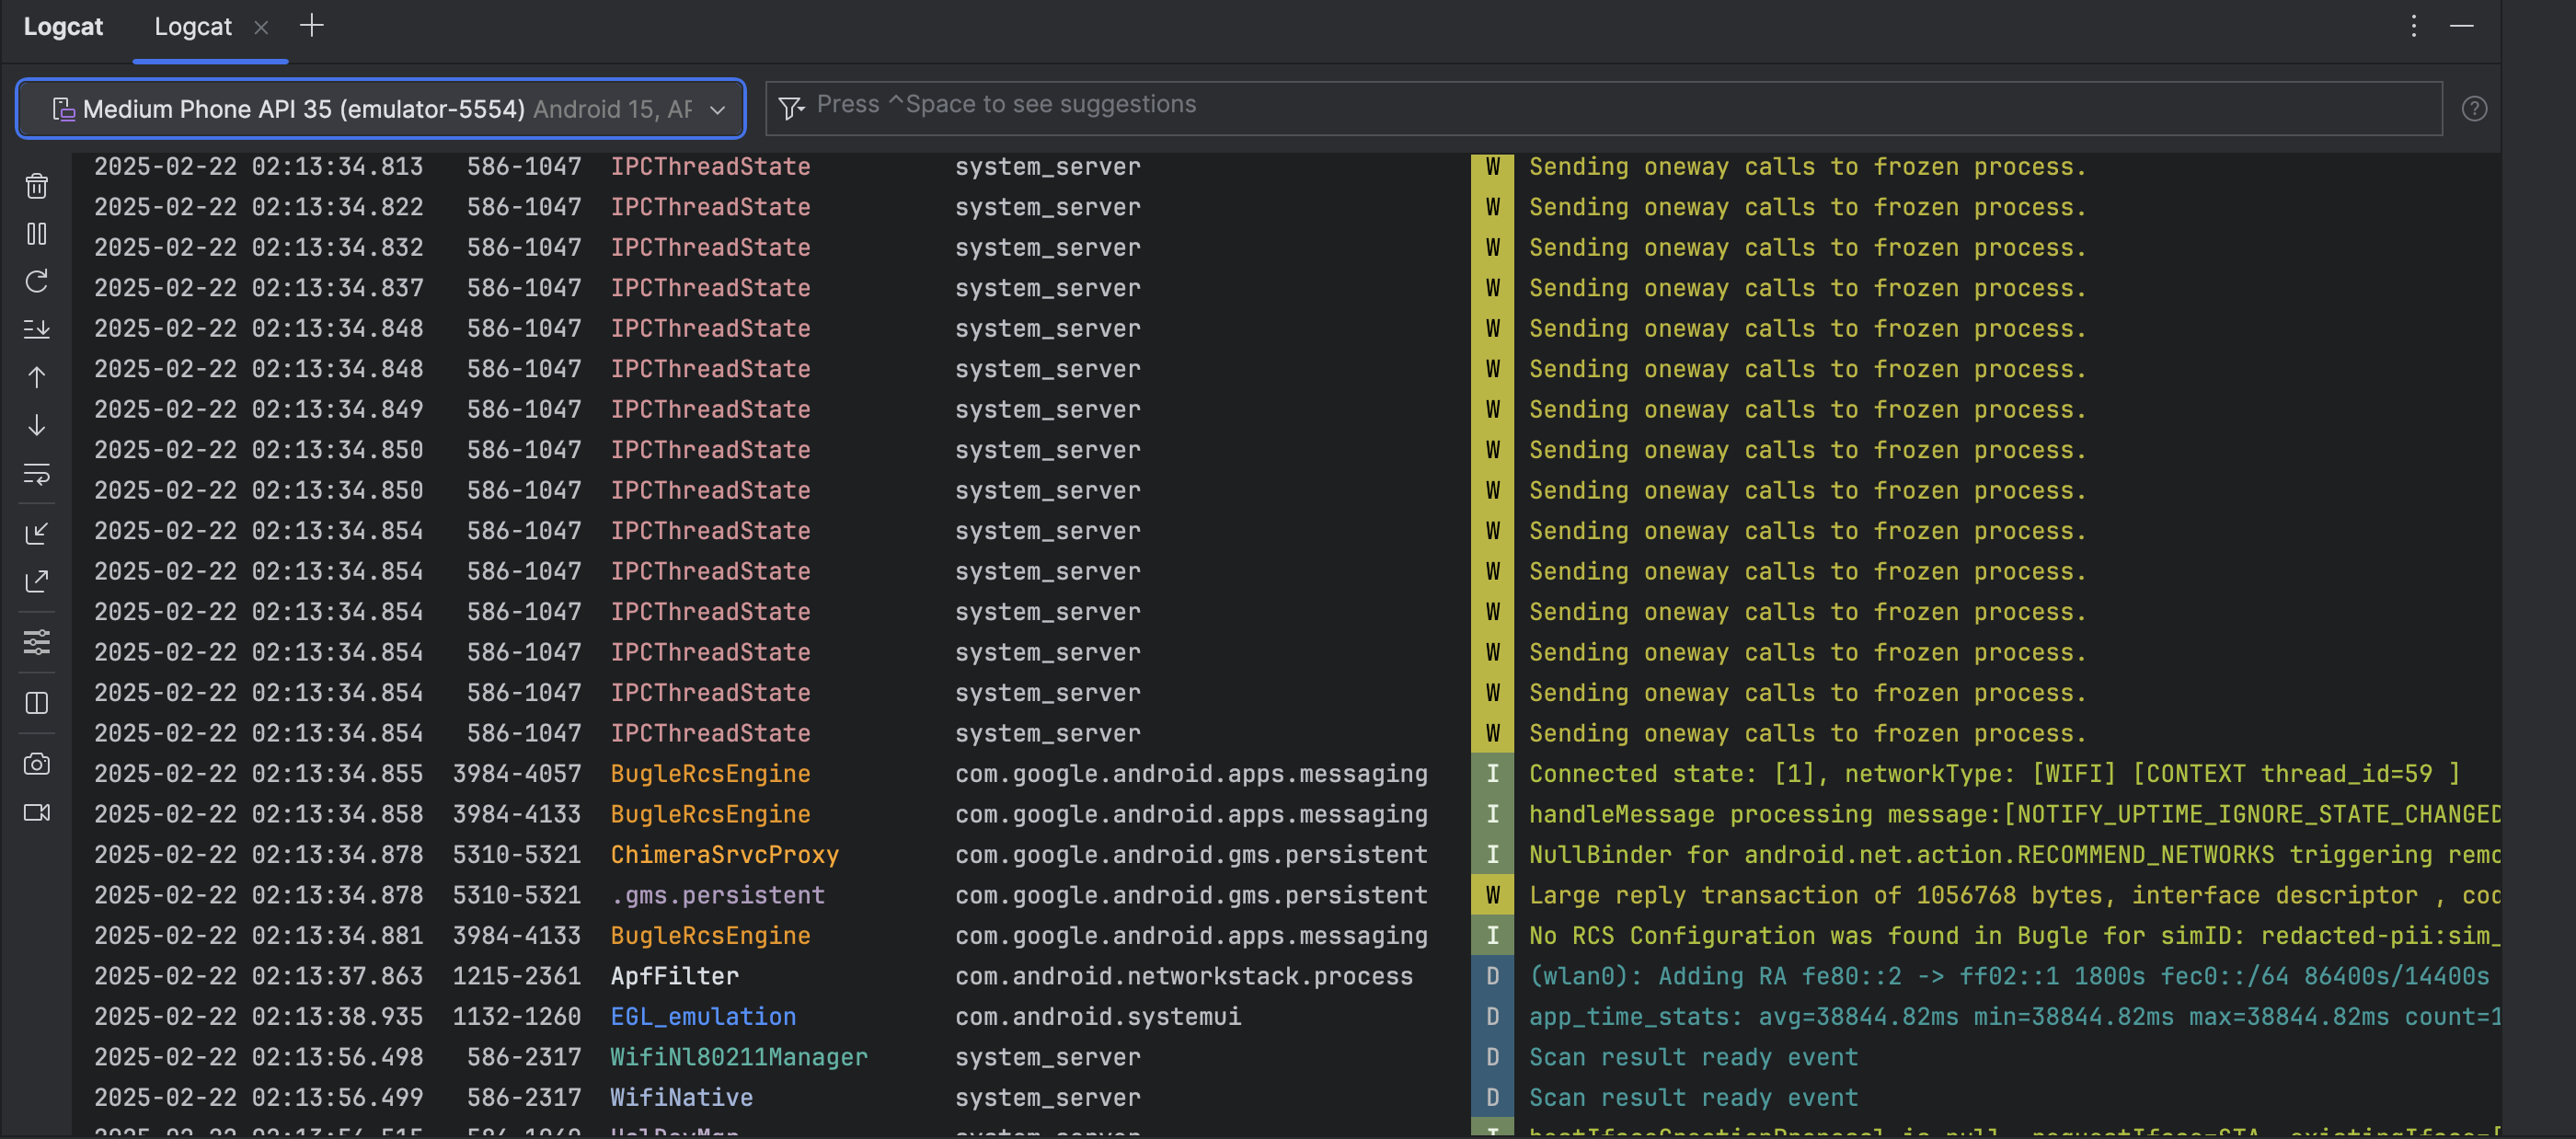 Logcat Logcat
Medium Phone API 35 (emulator-5554) Android 15, AP Press ^Space to see suggestions
2025-02-22 02:13:34.813 586-1047 IPCThreadState system_server W Sending oneway calls to frozen process.
2025-02-22 02:13:34.822 586-1047 IPCThreadState system_server W Sending oneway calls to frozen process.
2025-02-22 02:13:34.832 586-1047 IPCThreadState system_server W Sending oneway calls to frozen process.
2025-02-22 02:13:34.837 586-1047 IPCThreadState system_server W Sending oneway calls to frozen process.
2025-02-22 02:13:34.848 586-1047 IPCThreadState system_server W Sending oneway calls to frozen process.
2025-02-22 02:13:34.848 586-1047 IPCThreadState system_server W Sending oneway calls to frozen process.
2025-02-22 02:13:34.849 586-1047 IPCThreadState system_server W Sending oneway calls to frozen process.
2025-02-22 02:13:34.850 586-1047 IPCThreadState system_server W Sending oneway calls to frozen process.
2025-02-22 02:13:34.850 586-1047 IPCThreadState system_server W Sending oneway calls to frozen process.
2025-02-22 02:13:34.854 586-1047 IPCThreadState system_server W Sending oneway calls to frozen process.
2025-02-22 02:13:34.854 586-1047 IPCThreadState system_server W Sending oneway calls to frozen process.
2025-02-22 02:13:34.854 586-1047 IPCThreadState system_server W Sending oneway calls to frozen process.
2025-02-22 02:13:34.854 586-1047 IPCThreadState system_server W Sending oneway calls to frozen process.
2025-02-22 02:13:34.854 586-1047 IPCThreadState system_server W Sending oneway calls to frozen process.
2025-02-22 02:13:34.854 586-1047 IPCThreadState system_server W Sending oneway calls to frozen process.
2025-02-22 02:13:34.855 3984-4057 BugleRcsEngine com.google.android.apps.messaging I Connected state: [1], networkType: [WIFI] [CONTEXT thread_id=59 ]
2025-02-22 02:13:34.858 3984-4133 BugleRcsEngine com.google.android.apps.messaging I handleMessage processing message:[NOTIFY_UPTIME_IGNORE_STATE_CHANGED
2025-02-22 02:13:34.878 5310-5321 ChimeraSrvcProxy com.google.android.gms.persistent I NullBinder for android.net.action.RECOMMEND_NETWORKS triggering remo
2025-02-22 02:13:34.878 5310-5321 .gms.persistent com.google.android.gms.persistent W Large reply transaction of 1056768 bytes, interface descriptor , cod
2025-02-22 02:13:34.881 3984-4133 BugleRcsEngine com.google.android.apps.messaging I No RCS Configuration was found in Bugle for simID: redacted-pii:sim_
2025-02-22 02:13:37.863 1215-2361 ApfFilter com.android.networkstack.process D (wlan0): Adding RA fe80::2 -> ff02::1 1800s fec0::/64 86400s/14400s
2025-02-22 02:13:38.935 1132-1260 EGL_emulation com.android.systemui D app_time_stats: avg=38844.82ms min=38844.82ms max=38844.82ms count=1
2025-02-22 02:13:56.498 586-2317 WifiNl80211Manager system_server D Scan result ready event
2025-02-22 02:13:56.499 586-2317 WifiNative system_server D Scan result ready event